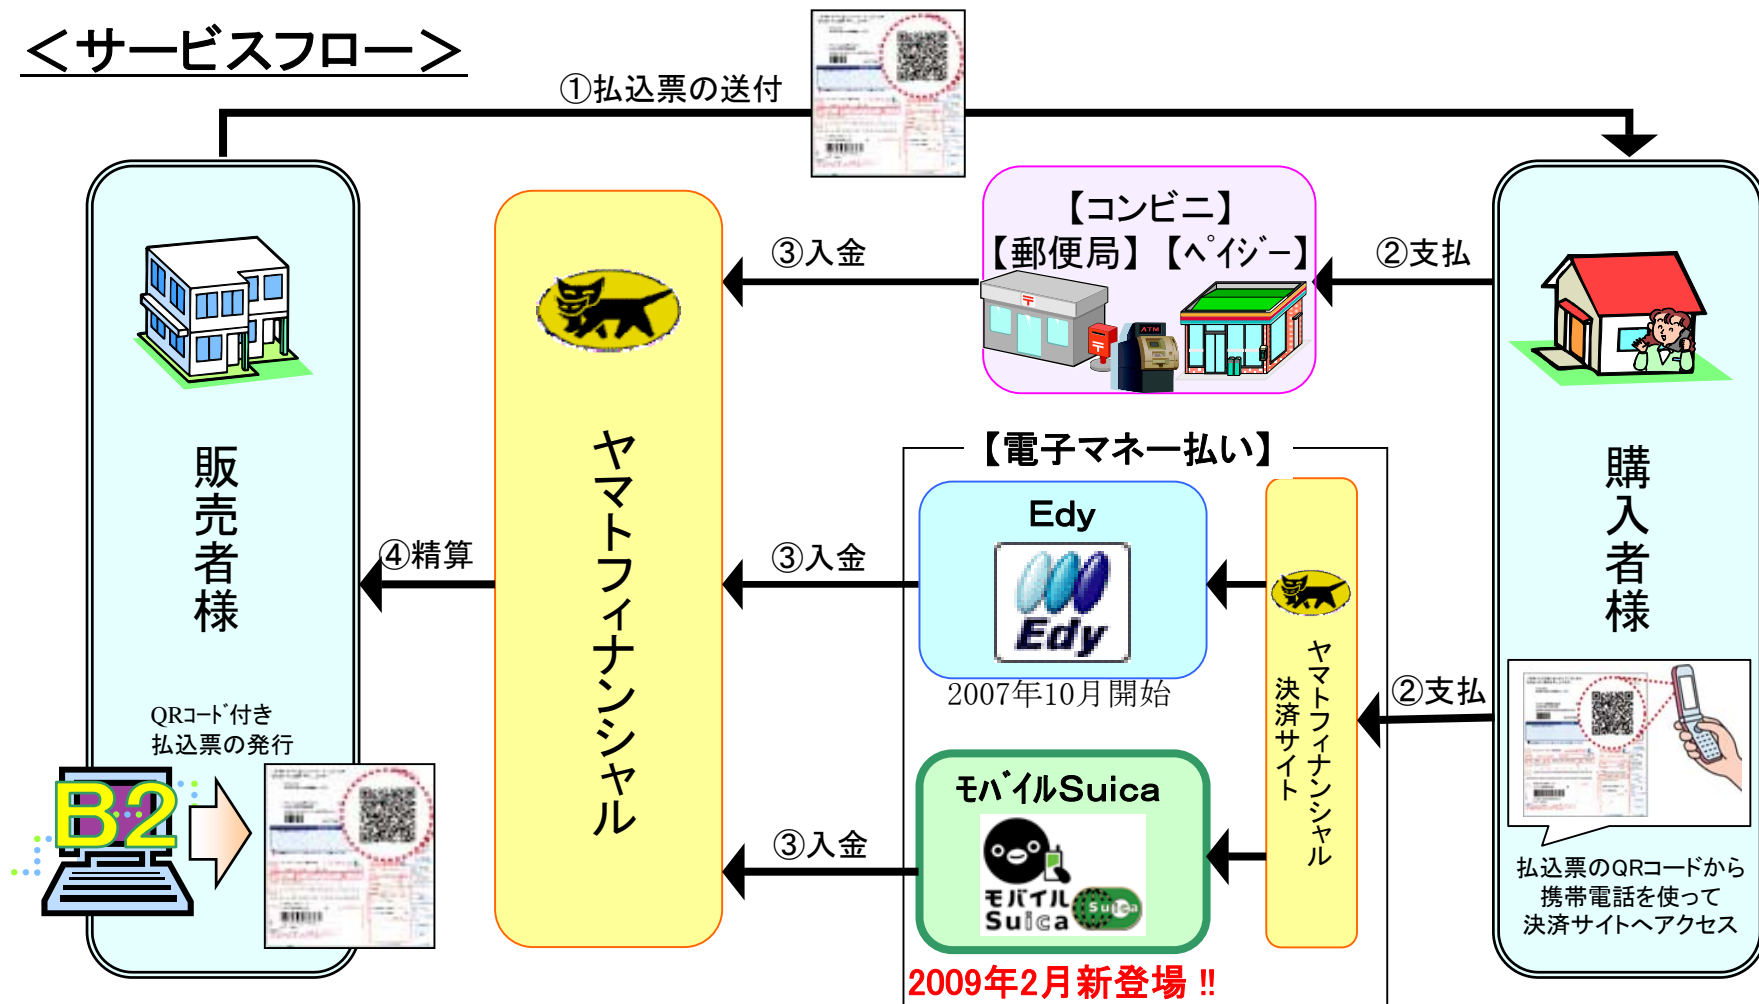 ＜サービスフロー＞
①払込票の送付
【コンビニ】
【郵便局】【ペイジー】
③入金
②支払
〒
〒
ATM
販売者様
ヤマトフィナンシャル
購入者様
【電子マネー払い】
Edy
Edy
2007年10月開始
④精算
③入金
ヤマトフィナンシャル
決済サイト
②支払
モバイルSuica
モバイル
Suica
Suica
③入金
2009年2月新登場 !!
QRコード付き
払込票の発行
B2
払込票のQRコードから
携帯電話を使って
決済サイトへアクセス